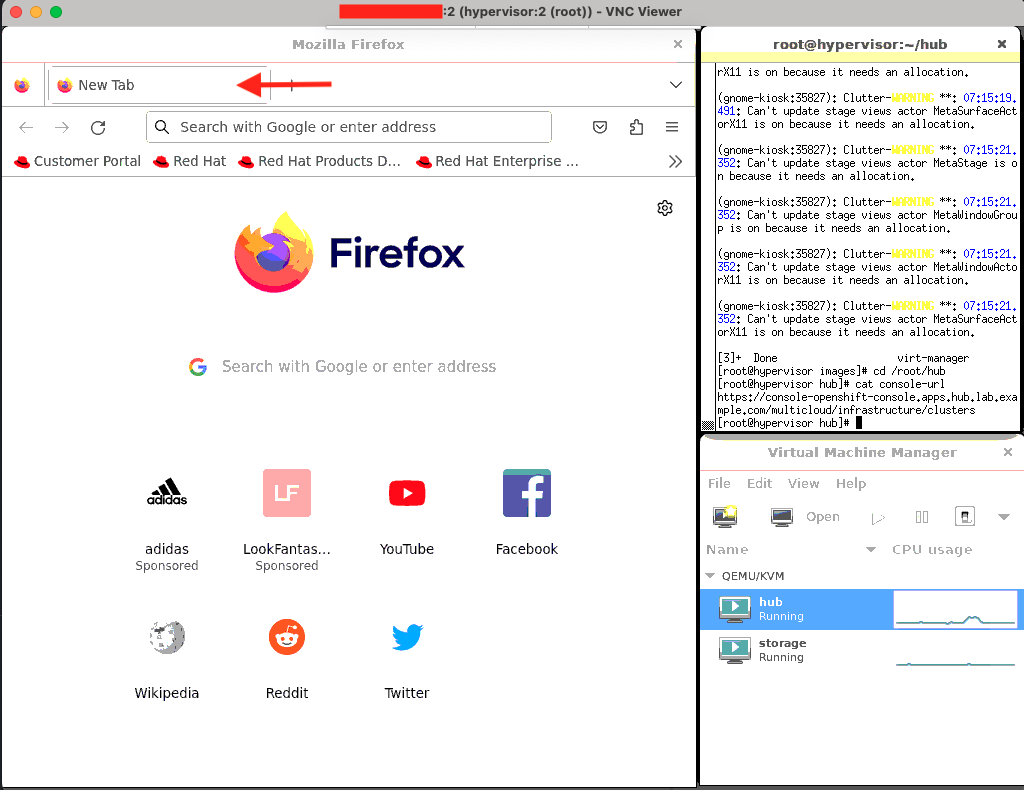 :2 (hypervisor:2 (root)) - VNC Viewer
Mozilla Firefox
New Tab
Search with Google or enter address
Customer Portal
Red Hat
Red Hat Products D...
Red Hat Enterprise ...
Firefox
Search with Google or enter address
adidas
LF
adidas
LookFantas...
YouTube
Facebook
Sponsored
Sponsored
Wikipedia
Reddit
Twitter
root@hypervisor:~/hub
rX11 is on because it needs an allocation.
(gnome-kiosk:35827): Clutter-WARNING **: 07:15:19.
491: Can't update stage views actor MetaSurfaceAct
orX11 is on because it needs an allocation.
(gnome-kiosk:35827): Clutter-WARNING **: 07:15:21.
352: Can't update stage views actor MetaStage is o
n because it needs an allocation.
(gnome-kiosk:35827): Clutter-WARNING **: 07:15:21.
352: Can't update stage views actor MetaWindowGrou
p is on because it needs an allocation.
(gnome-kiosk:35827): Clutter-WARNING **: 07:15:21.
352: Can't update stage views actor MetaWindowActo
rX11 is on because it needs an allocation.
(gnome-kiosk:35827): Clutter-WARNING **: 07:15:21.
352: Can't update stage views actor MetaSurfaceAct
orX11 is on because it needs an allocation.
[3]+ Done virt-manager
[root@hypervisor images]# cd /root/hub
[root@hypervisor hub]# cat console-url
https://console-openshift-console.apps.hub.lab.exa
mple.com/multicloud/infrastructure/clusters
[root@hypervisor hub]#
Virtual Machine Manager
File Edit View Help
Open
Name CPU usage
QEMU/KVM
hub
Running
storage
Running